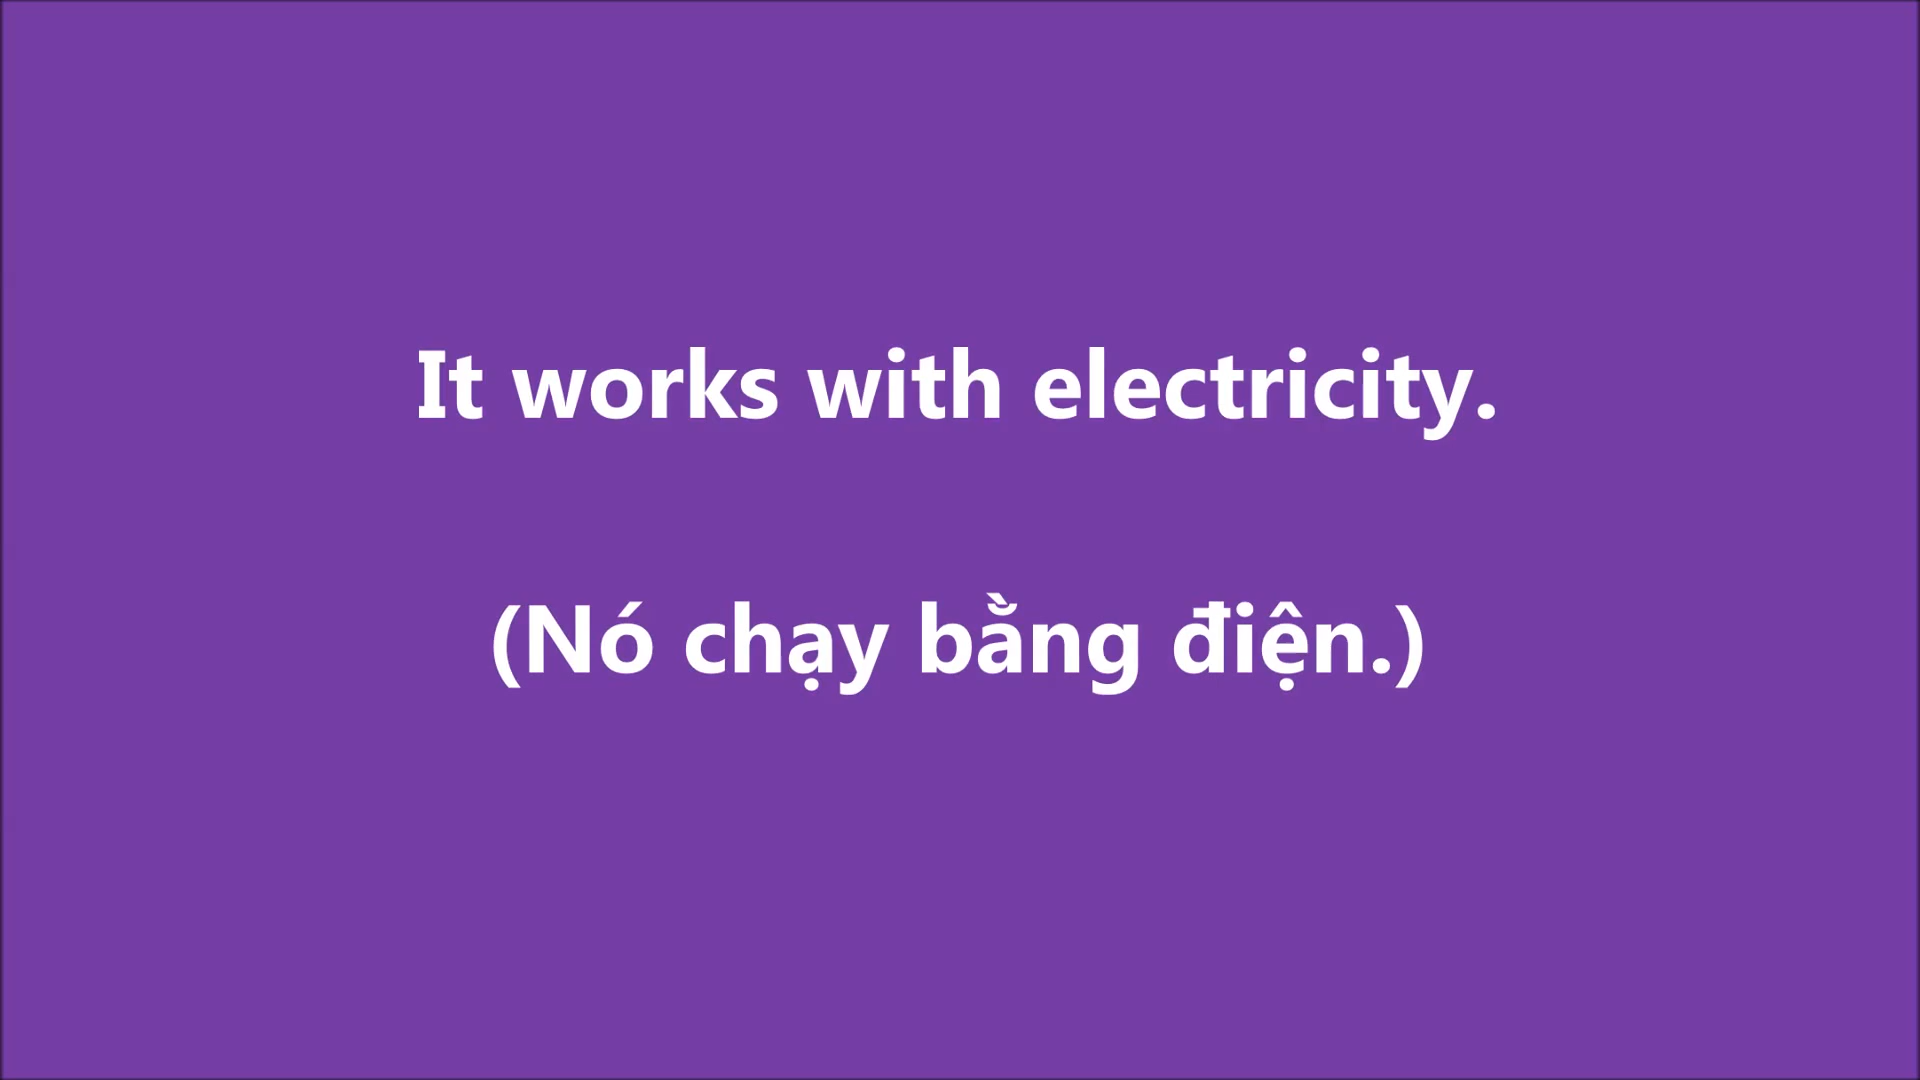 It works with electricity.
(Nó chạy bằng điện.)